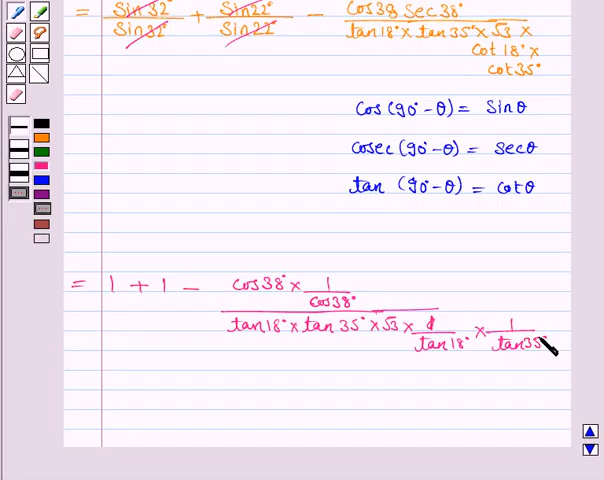 = Sin 32° / Sin 32° + Sin 22° / Sin 22° − Cos 38° Sec 38° / tan 18° × tan 35° × √3 ×
cot 18° ×
cot 35°
cos (90° − θ) = sin θ
cosec (90° − θ) = sec θ
tan (90° − θ) = cot θ
= 1 + 1 − cos 38° × 1 / cos 38°
tan 18° × tan 35° × √3 × 1 / tan 18° × 1 / tan 35°